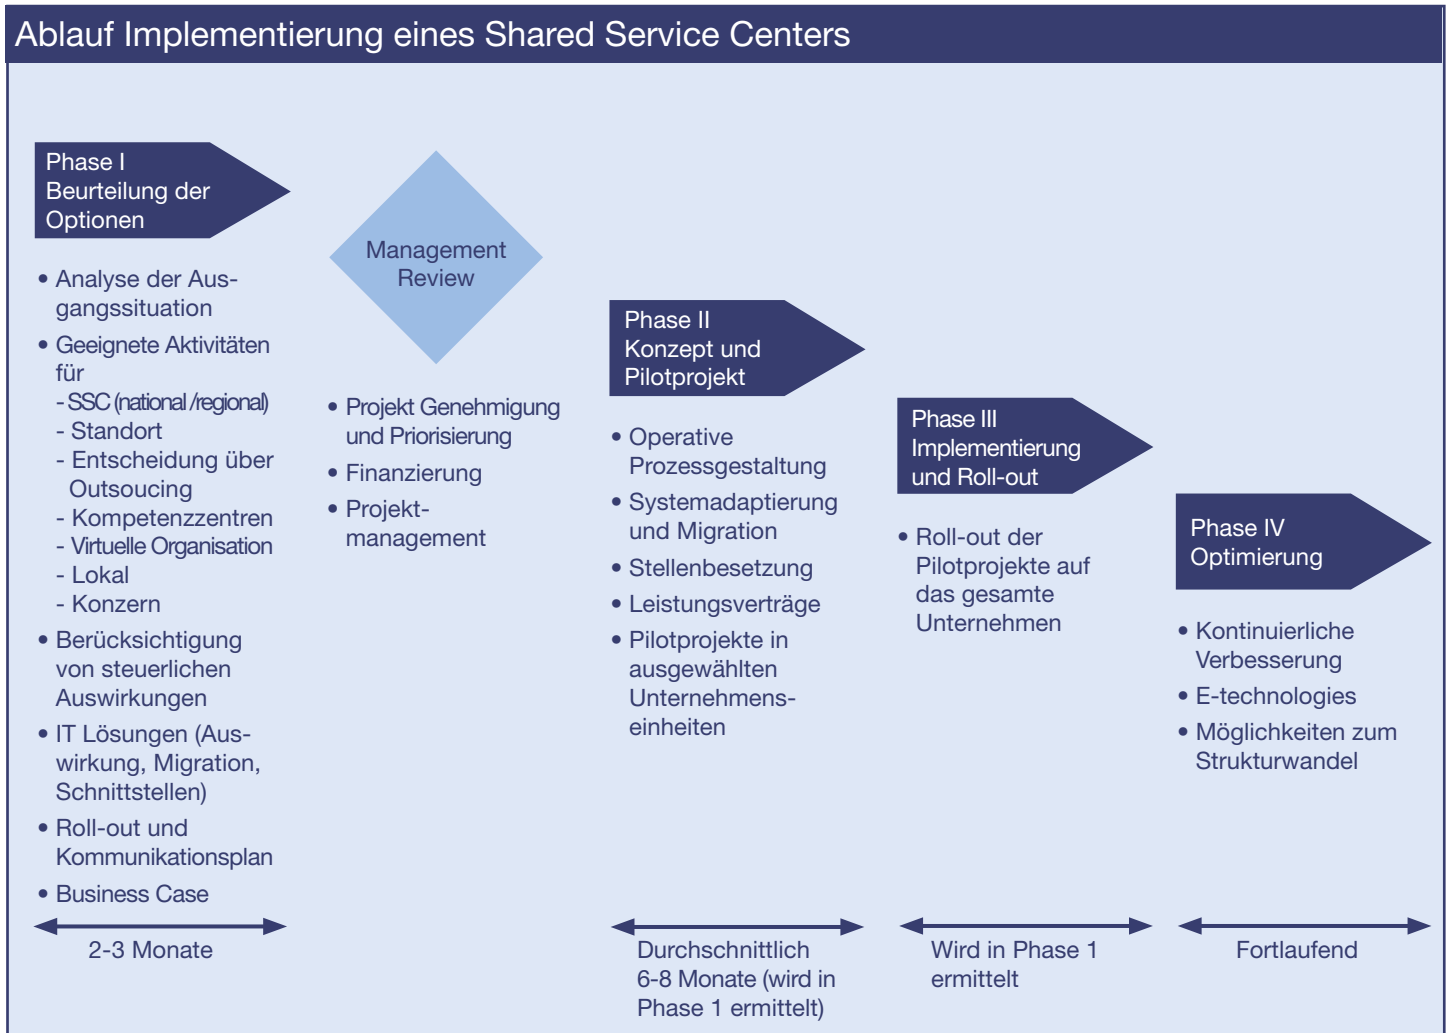 Ablauf Implementierung eines Shared Service Centers
Phase I
Beurteilung der
Optionen
• Analyse der Aus-
gangssituation
• Geeignete Aktivitäten
für
- SSC (national /regional)
- Standort
- Entscheidung über
Outsoucing
- Kompetenzzentren
- Virtuelle Organisation
- Lokal
- Konzern
• Berücksichtigung
von steuerlichen
Auswirkungen
• IT Lösungen (Aus-
wirkung, Migration,
Schnittstellen)
• Roll-out und
Kommunikationsplan
• Business Case
2-3 Monate
Management
Review
• Projekt Genehmigung
und Priorisierung
• Finanzierung
• Projekt-
management
Phase II
Konzept und
Pilotprojekt
• Operative
Prozessgestaltung
• Systemadaptierung
und Migration
• Stellenbesetzung
• Leistungsverträge
• Pilotprojekte in
ausgewählten
Unternehmens-
einheiten
Durchschnittlich
6-8 Monate (wird in
Phase 1 ermittelt)
Phase III
Implementierung
und Roll-out
• Roll-out der
Pilotprojekte auf
das gesamte
Unternehmen
Wird in Phase 1
ermittelt
Phase IV
Optimierung
• Kontinuierliche
Verbesserung
• E-technologies
• Möglichkeiten zum
Strukturwandel
Fortlaufend